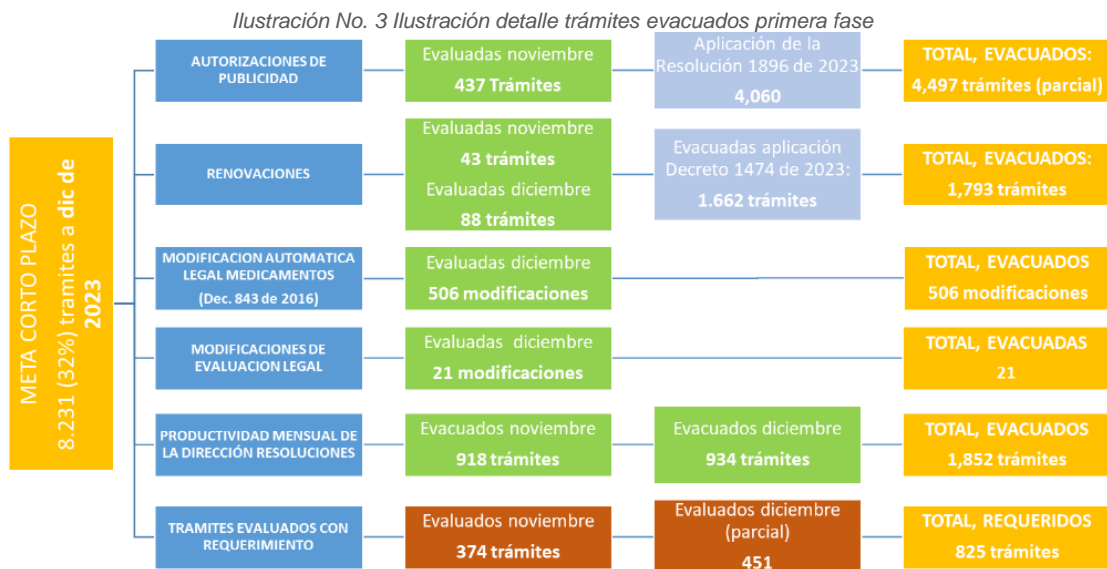 Ilustración No. 3 Ilustración detalle trámites evacuados primera fase
META CORTO PLAZO
8.231 (32%) tramites a dic de
2023
AUTORIZACIONES DE
PUBLICIDAD
Evaluadas noviembre
437 Trámites
Aplicación de la
Resolución 1896 de 2023
4,060
TOTAL, EVACUADOS:
4,497 trámites (parcial)
RENOVACIONES
Evaluadas noviembre
43 trámites
Evaluadas diciembre
88 trámites
Evacuadas aplicación
Decreto 1474 de 2023:
1.662 trámites
TOTAL, EVACUADOS:
1,793 trámites
MODIFICACION AUTOMATICA
LEGAL MEDICAMENTOS
(Dec. 843 de 2016)
Evaluadas diciembre
506 modificaciones
TOTAL, EVACUADOS
506 modificaciones
MODIFICACIONES DE
EVALUACION LEGAL
Evaluadas diciembre
21 modificaciones
TOTAL, EVACUADAS
21
PRODUCTIVIDAD MENSUAL DE
LA DIRECCIÓN RESOLUCIONES
Evacuados noviembre
918 trámites
Evacuados diciembre
934 trámites
TOTAL, EVACUADOS
1,852 trámites
TRAMITES EVALUADOS CON
REQUERIMIENTO
Evaluados noviembre
374 trámites
Evaluados diciembre
(parcial)
451
TOTAL, REQUERIDOS
825 trámites